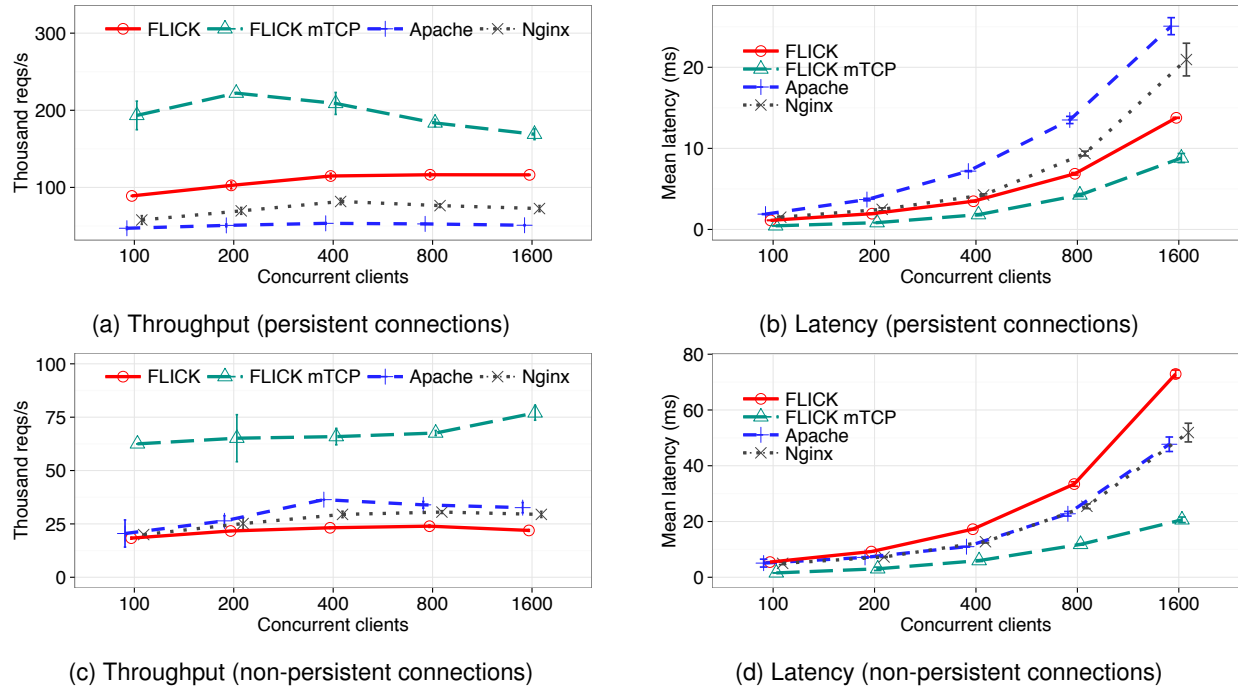 FLICK FLICK mTCP Apache Nginx
300
200
100
Thousand reqs/s
100 200 400 800 1600
Concurrent clients
(a) Throughput (persistent connections)
FLICK
FLICK mTCP
Apache
Nginx
20
10
0
Mean latency (ms)
100 200 400 800 1600
Concurrent clients
(b) Latency (persistent connections)
FLICK FLICK mTCP Apache Nginx
100
75
50
25
0
Thousand reqs/s
100 200 400 800 1600
Concurrent clients
(c) Throughput (non-persistent connections)
FLICK
FLICK mTCP
Apache
Nginx
80
60
40
20
0
Mean latency (ms)
100 200 400 800 1600
Concurrent clients
(d) Latency (non-persistent connections)